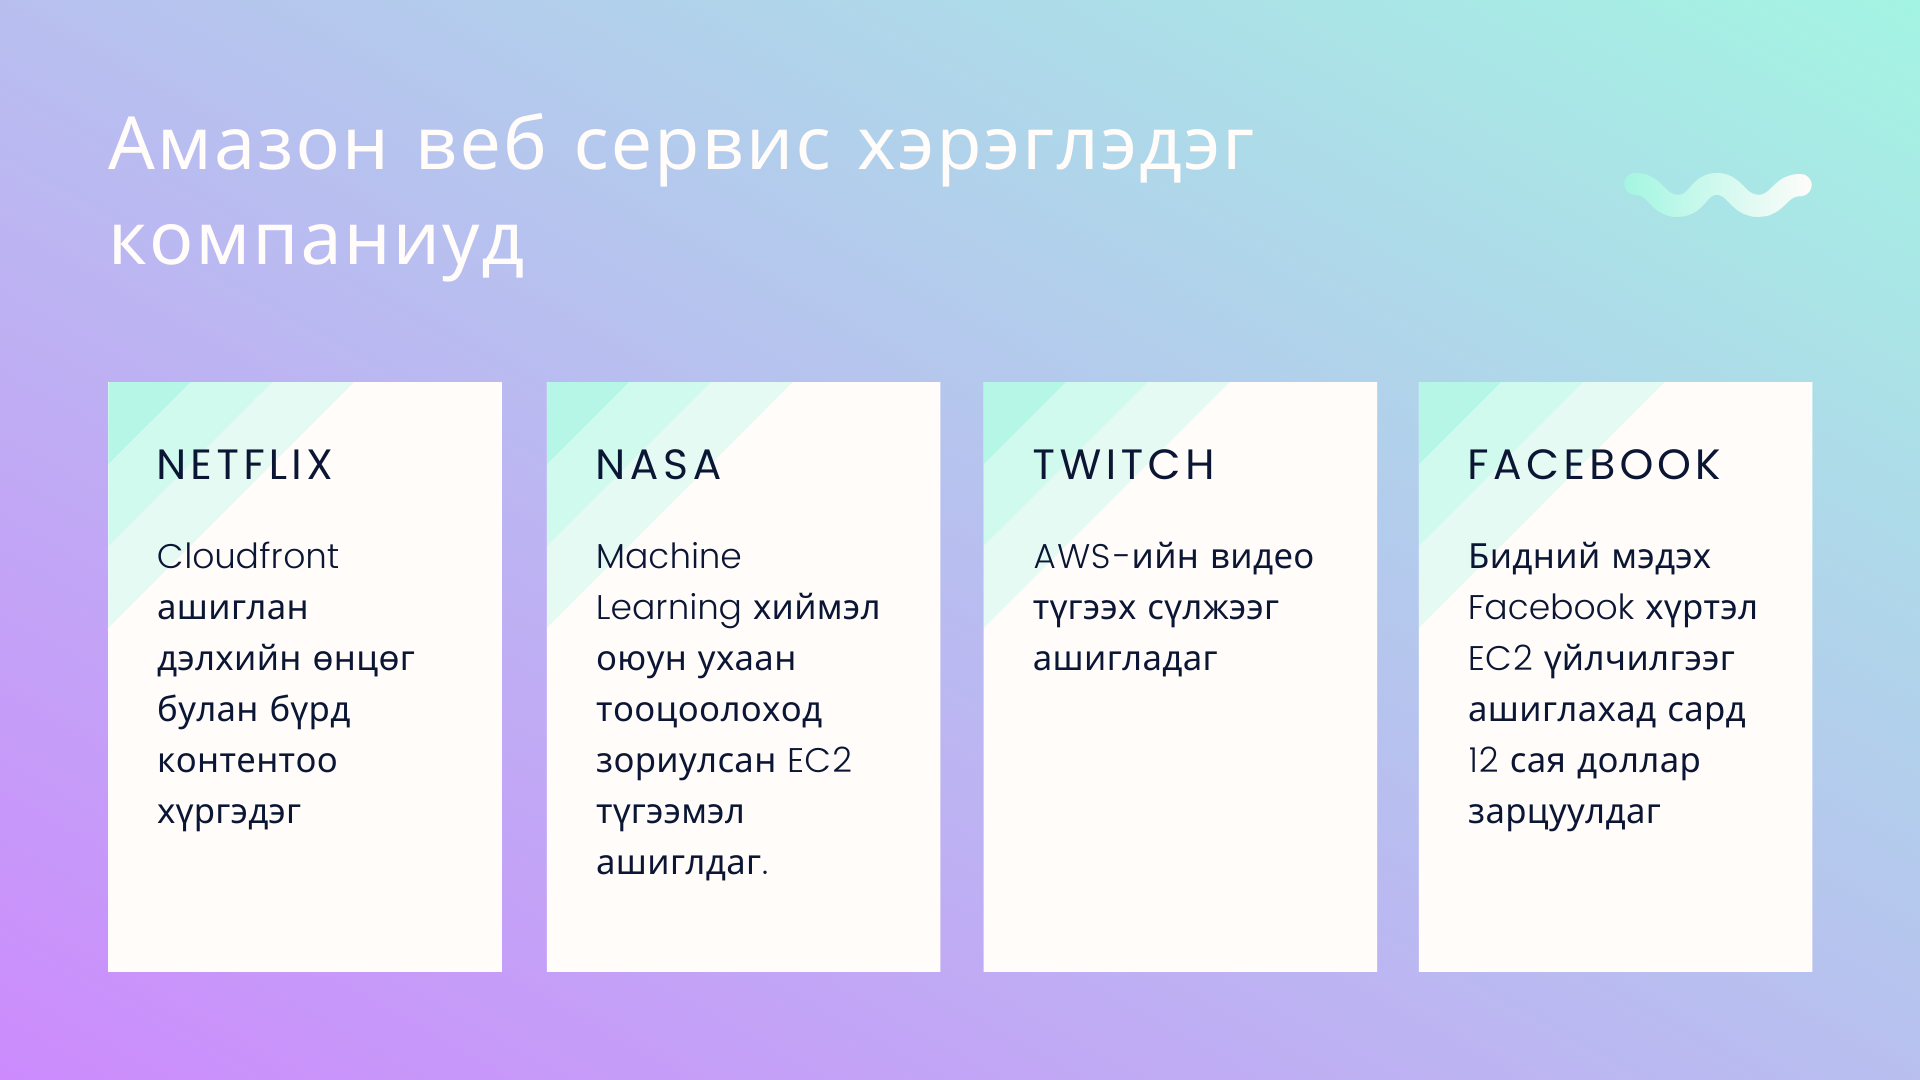 Амазон веб сервис хэрэглэдэг
компаниуд
NETFLIX
Cloudfront
ашиглан
дэлхийн өнцөг
булан бүрд
контентоо
хүргэдэг
NASA
Machine
Learning хиймэл
оюун ухаан
тооцоолоход
зориулсан EC2
түгээмэл
ашиглдаг.
TWITCH
AWS-ийн видео
түгээх сүлжээг
ашигладаг
FACEBOOK
Бидний мэдэх
Facebook хүртэл
EC2 үйлчилгээг
ашиглахад сард
12 сая доллар
зарцуулдаг